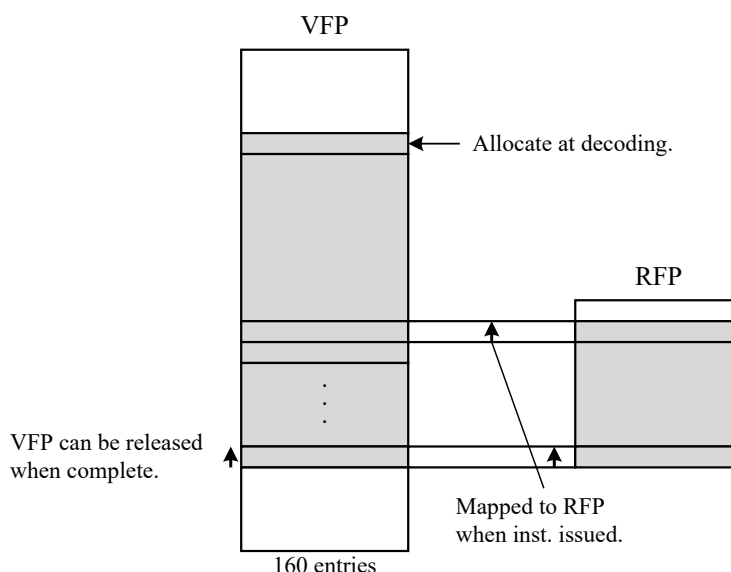 VFP
Allocate at decoding.
RFP
.
.
.
VFP can be released
when complete.
Mapped to RFP
when inst. issued.
160 entries